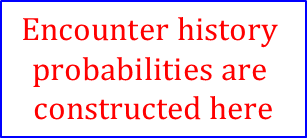 Encounter history
probabilities are
constructed here